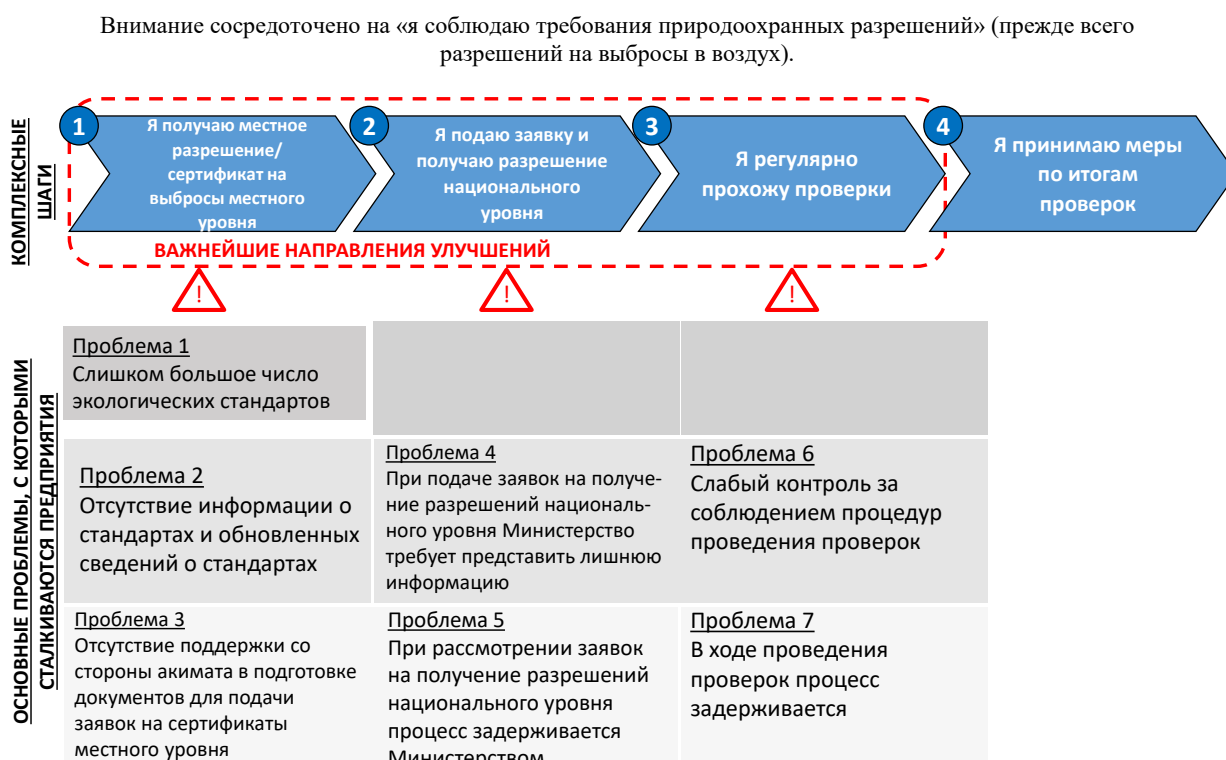 Внимание сосредоточено на «я соблюдаю требования природоохранных разрешений» (прежде всего
разрешений на выбросы в воздух).
КОМПЛЕКСНЫЕ
ШАГИ
1
Я получаю местное
разрешение/
сертификат на
выбросы местного
уровня
2
Я подаю заявку и
получаю разрешение
национального
уровня
3
Я регулярно
прохожу проверки
4
Я принимаю меры
по итогам
проверок
ВАЖНЕЙШИЕ НАПРАВЛЕНИЯ УЛУЧШЕНИЙ
!
!
!
ОСНОВНЫЕ ПРОБЛЕМЫ, С КОТОРЫМИ
СТАЛКИВАЮТСЯ ПРЕДПРИЯТИЯ
Проблема 1
Слишком большое число
экологических стандартов
Проблема 2
Отсутствие информации о
стандартах и обновленных
сведений о стандартах
Проблема 4
При подаче заявок на получе-
ние разрешений националь-
ного уровня Министерство
требует представить лишнюю
информацию
Проблема 6
Слабый контроль за
соблюдением процедур
проведения проверок
Проблема 3
Отсутствие поддержки со
стороны акимата в подготовке
документов для подачи
заявок на сертификаты
местного уровня
Проблема 5
При рассмотрении заявок
на получение разрешений
национального уровня
процесс задерживается
Министерством
Проблема 7
В ходе проведения
проверок процесс
задерживается